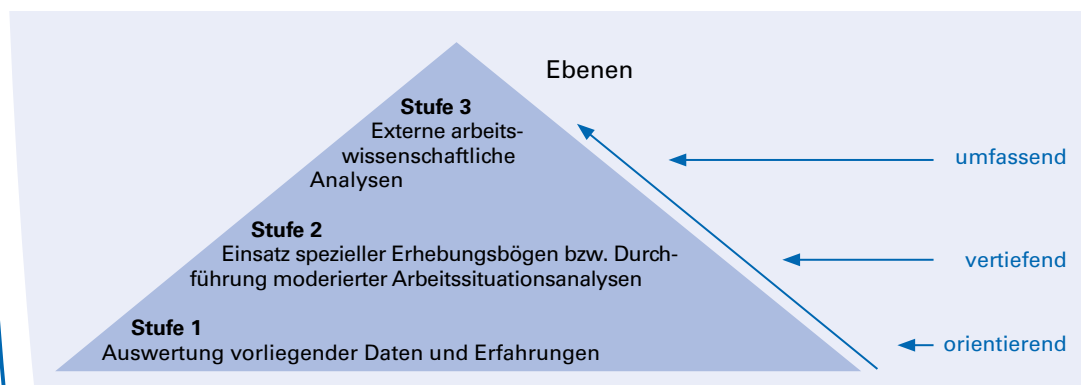 Ebenen
Stufe 3
Externe arbeits-
wissenschaftliche
Analysen
umfassend
Stufe 2
Einsatz spezieller Erhebungsbögen bzw. Durch-
führung moderierter Arbeitssituationsanalysen
vertiefend
Stufe 1
Auswertung vorliegender Daten und Erfahrungen
orientierend